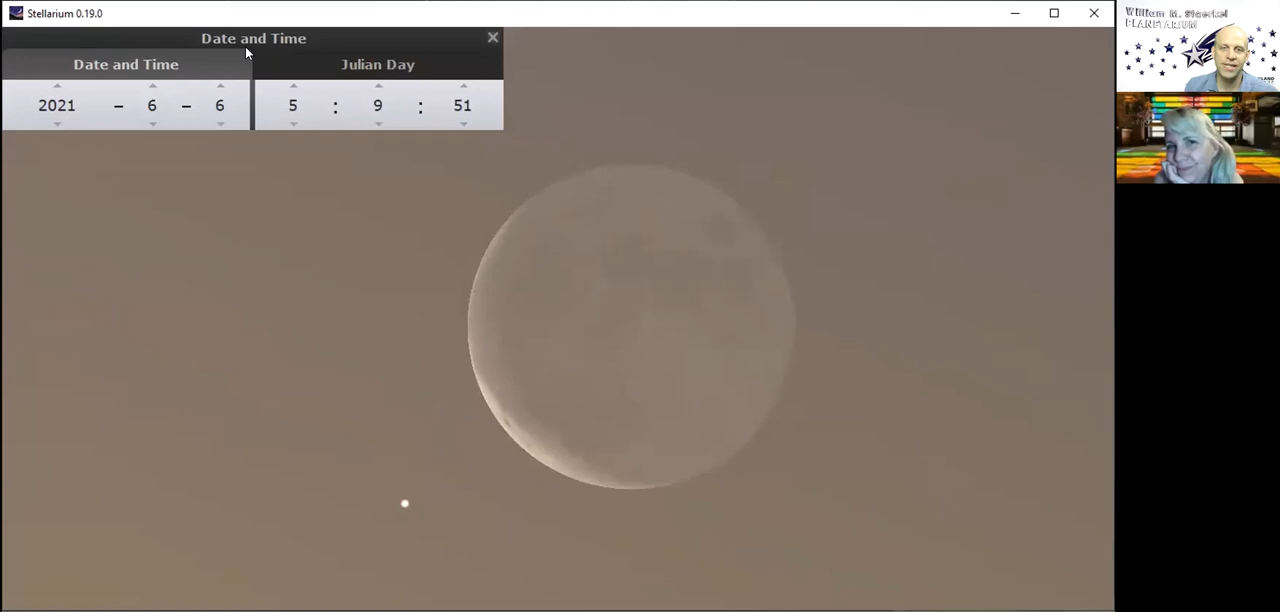 Stellarium 0.19.0
Date and Time
Date and Time
Julian Day
2021 – 6 – 6 5 : 9 : 51
William M. Staerkel
PLANETARIUM